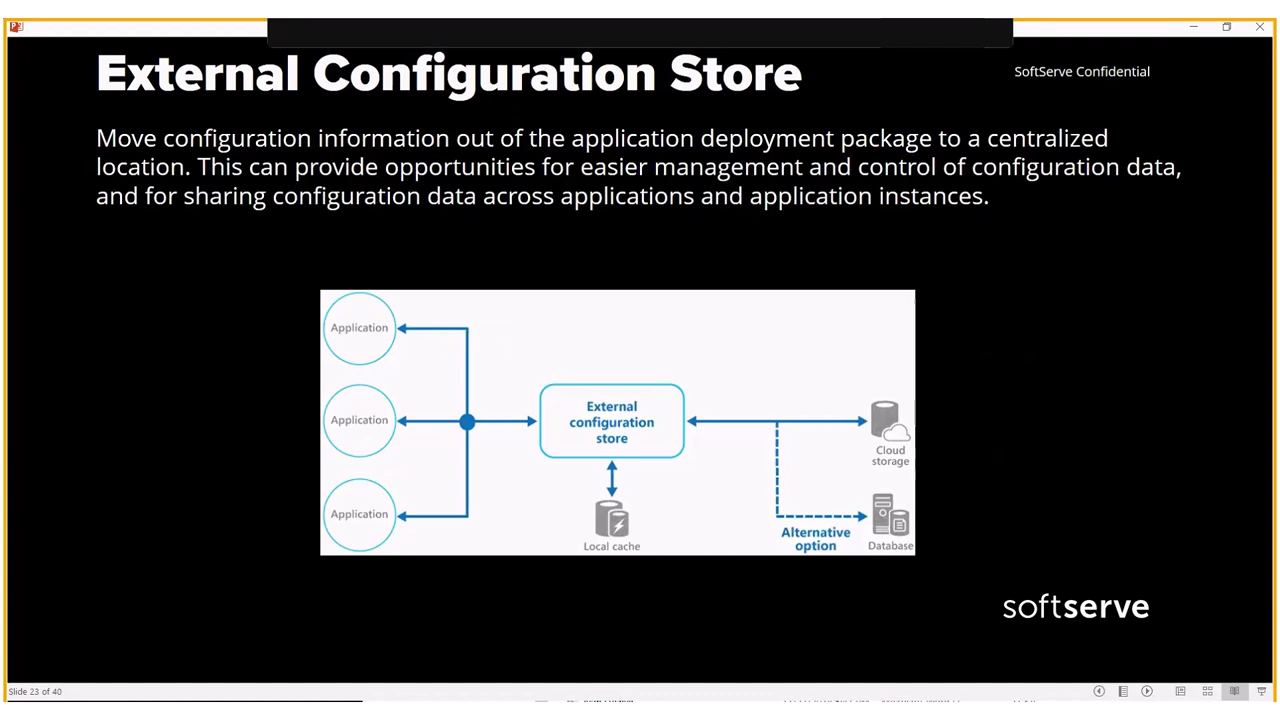 External Configuration Store
SoftServe Confidential
Move configuration information out of the application deployment package to a centralized
location. This can provide opportunities for easier management and control of configuration data,
and for sharing configuration data across applications and application instances.
Application
Application
Application
External
configuration
store
Local cache
Cloud
storage
Alternative
option
Database
softserve
Slide 23 of 40